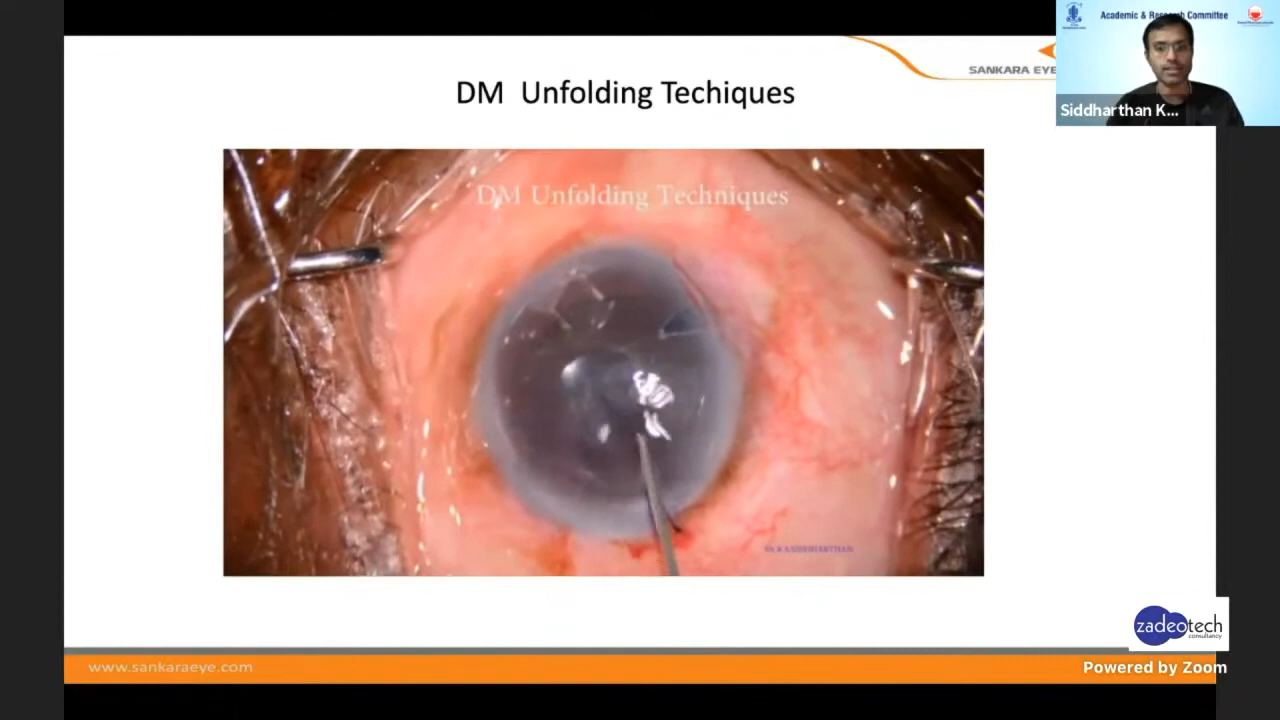 Academic & Research Committee
SANKARA EYE
DM Unfolding Techiques
Siddharthan K...
DM Unfolding Techniques
zadeotech
consultancy
www.sankaraeye.com
Powered by Zoom